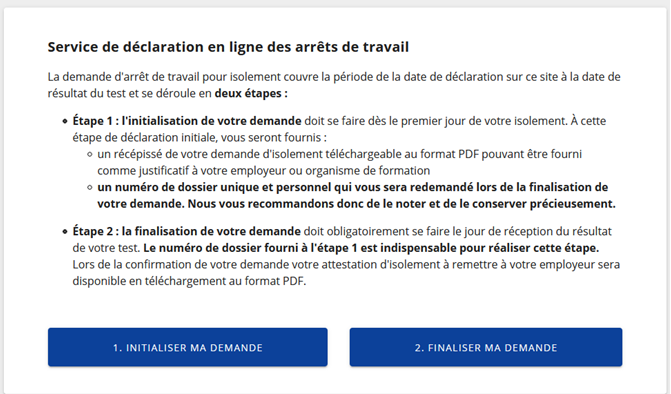 Service de déclaration en ligne des arrêts de travail
La demande d'arrêt de travail pour isolement couvre la période de la date de déclaration sur ce site à la date de
résultat du test et se déroule en deux étapes :
Étape 1 : l'initialisation de votre demande doit se faire dès le premier jour de votre isolement. À cette
étape de déclaration initiale, vous seront fournis :
un récépissé de votre demande d'isolement téléchargeable au format PDF pouvant être fourni
comme justificatif à votre employeur ou organisme de formation
un numéro de dossier unique et personnel qui vous sera redemandé lors de la finalisation de
votre demande. Nous vous recommandons donc de le noter et de le conserver précieusement.
Étape 2 : la finalisation de votre demande doit obligatoirement se faire le jour de réception du résultat
de votre test. Le numéro de dossier fourni à l'étape 1 est indispensable pour réaliser cette étape.
Lors de la confirmation de votre demande votre attestation d'isolement à remettre à votre employeur sera
disponible en téléchargement au format PDF.
1. INITIALISER MA DEMANDE
2. FINALISER MA DEMANDE